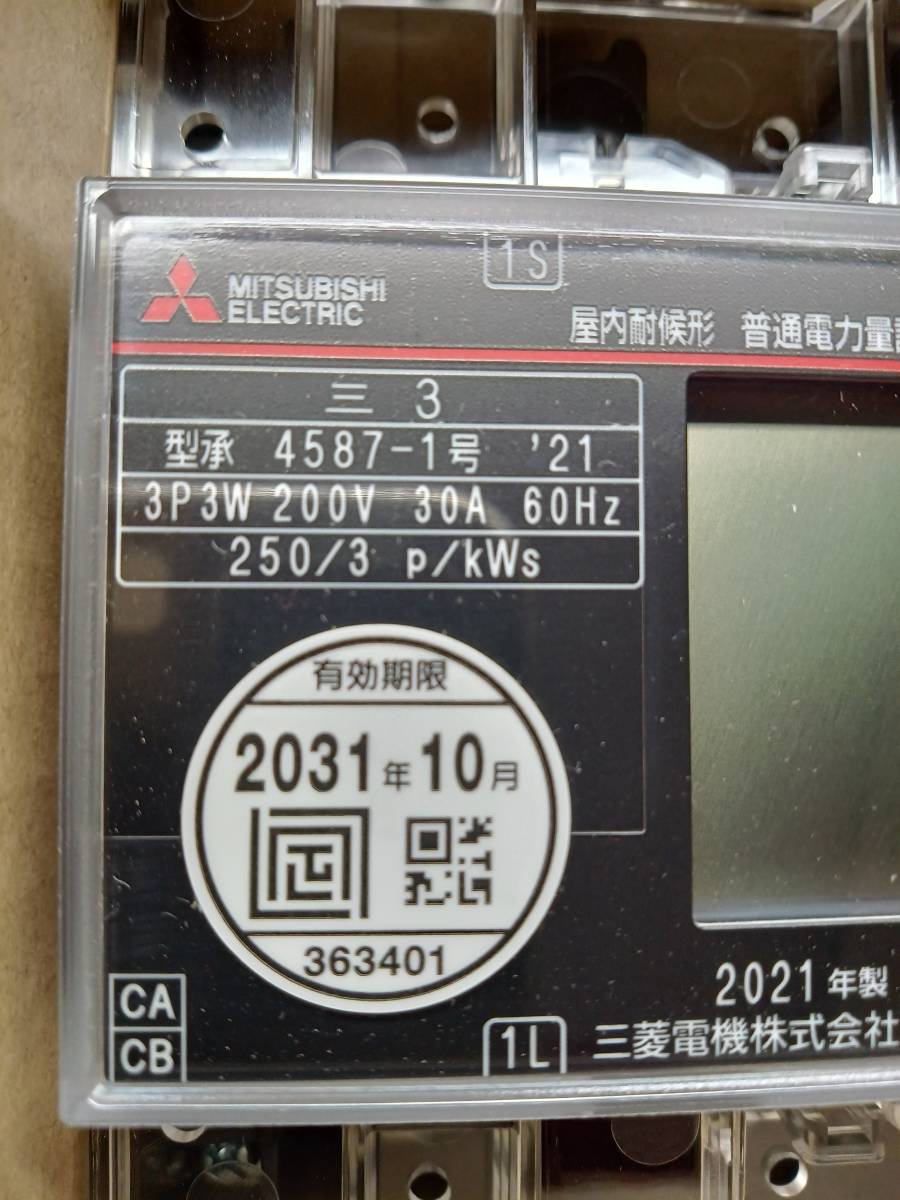 1S
MITSUBISHI
ELECTRIC
屋内耐候形 普通電力量
三 3
型承 4587-1号 '21
3P3W 200V 30A 60Hz
250/3 p/kWs
有効期限
2031年10月
363401
CA
CB
1L
2021年製
三菱電機株式会社